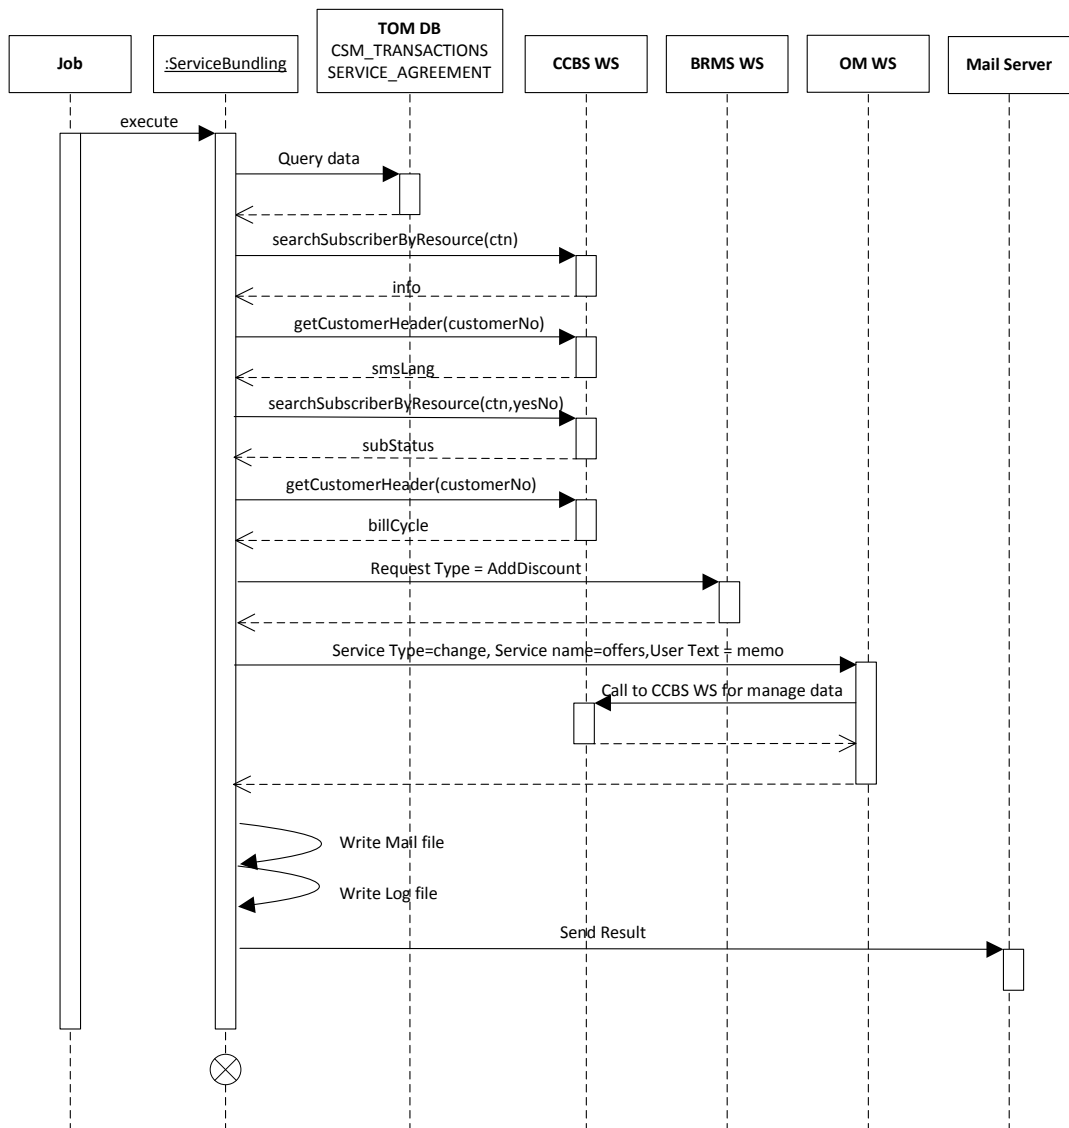 TOM DB
CSM_TRANSACTIONS
SERVICE_AGREEMENT
Job
:ServiceBundling
CCBS WS
BRMS WS
OM WS
Mail Server
execute
Query data
searchSubscriberByResource(ctn)
info
getCustomerHeader(customerNo)
smsLang
searchSubscriberByResource(ctn,yesNo)
subStatus
getCustomerHeader(customerNo)
billCycle
Request Type = AddDiscount
Service Type=change, Service name=offers,User Text = memo
Call to CCBS WS for manage data
Write Mail file
Write Log file
Send Result